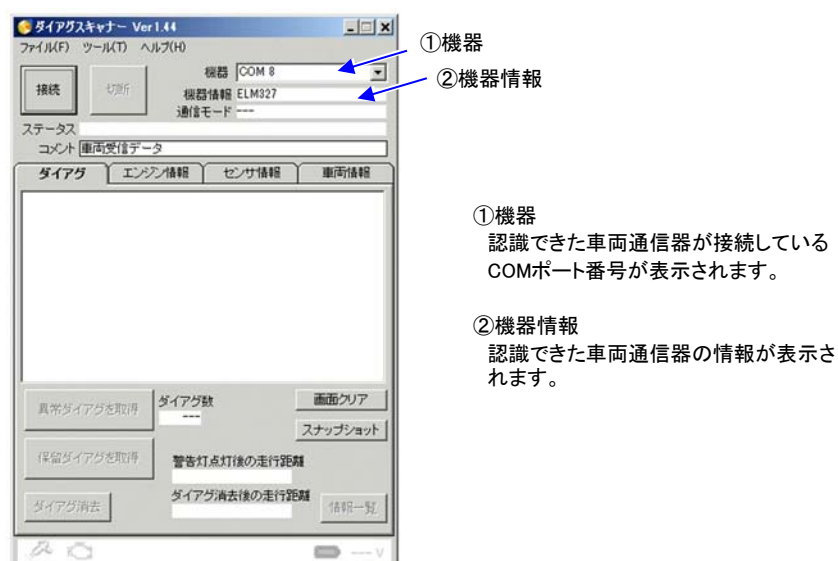 ダイアグスキャナー Ver1.44
ファイル(F) ツール(T) ヘルプ(H)
①機器
②機器情報
接続
切断
機器 COM 8
機器情報 ELM327
通信モード ---
ステータス
コメント 車両受信データ
ダイアグ エンジン情報 センサ情報 車両情報
①機器
認識できた車両通信器が接続している
COMポート番号が表示されます。
②機器情報
認識できた車両通信器の情報が表示さ
れます。
異常ダイアグを取得
ダイアグ数
---
画面クリア
スナップショット
保留ダイアグを取得
警告灯点灯後の走行距離
ダイアグ消去
ダイアグ消去後の走行距離
情報一覧
--- V